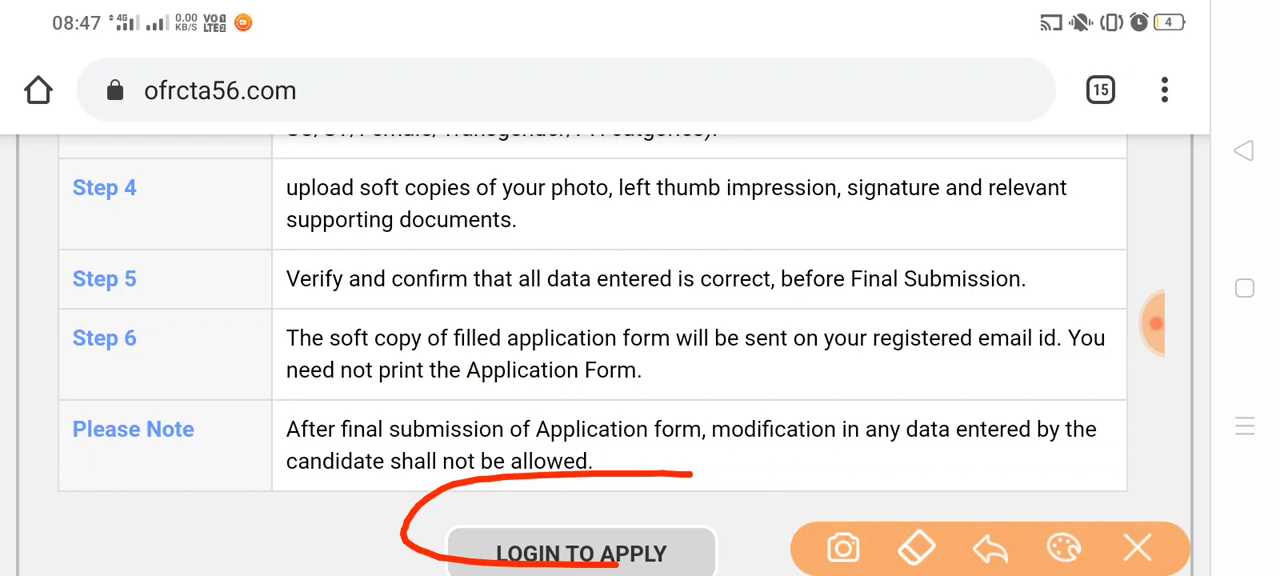 08:47 4G 0.00 KB/S VO LTE2 4
ofrcta56.com 15
Step 4 upload soft copies of your photo, left thumb impression, signature and relevant
supporting documents.
Step 5 Verify and confirm that all data entered is correct, before Final Submission.
Step 6 The soft copy of filled application form will be sent on your registered email id. You
need not print the Application Form.
Please Note After final submission of Application form, modification in any data entered by the
candidate shall not be allowed.
LOGIN TO APPLY